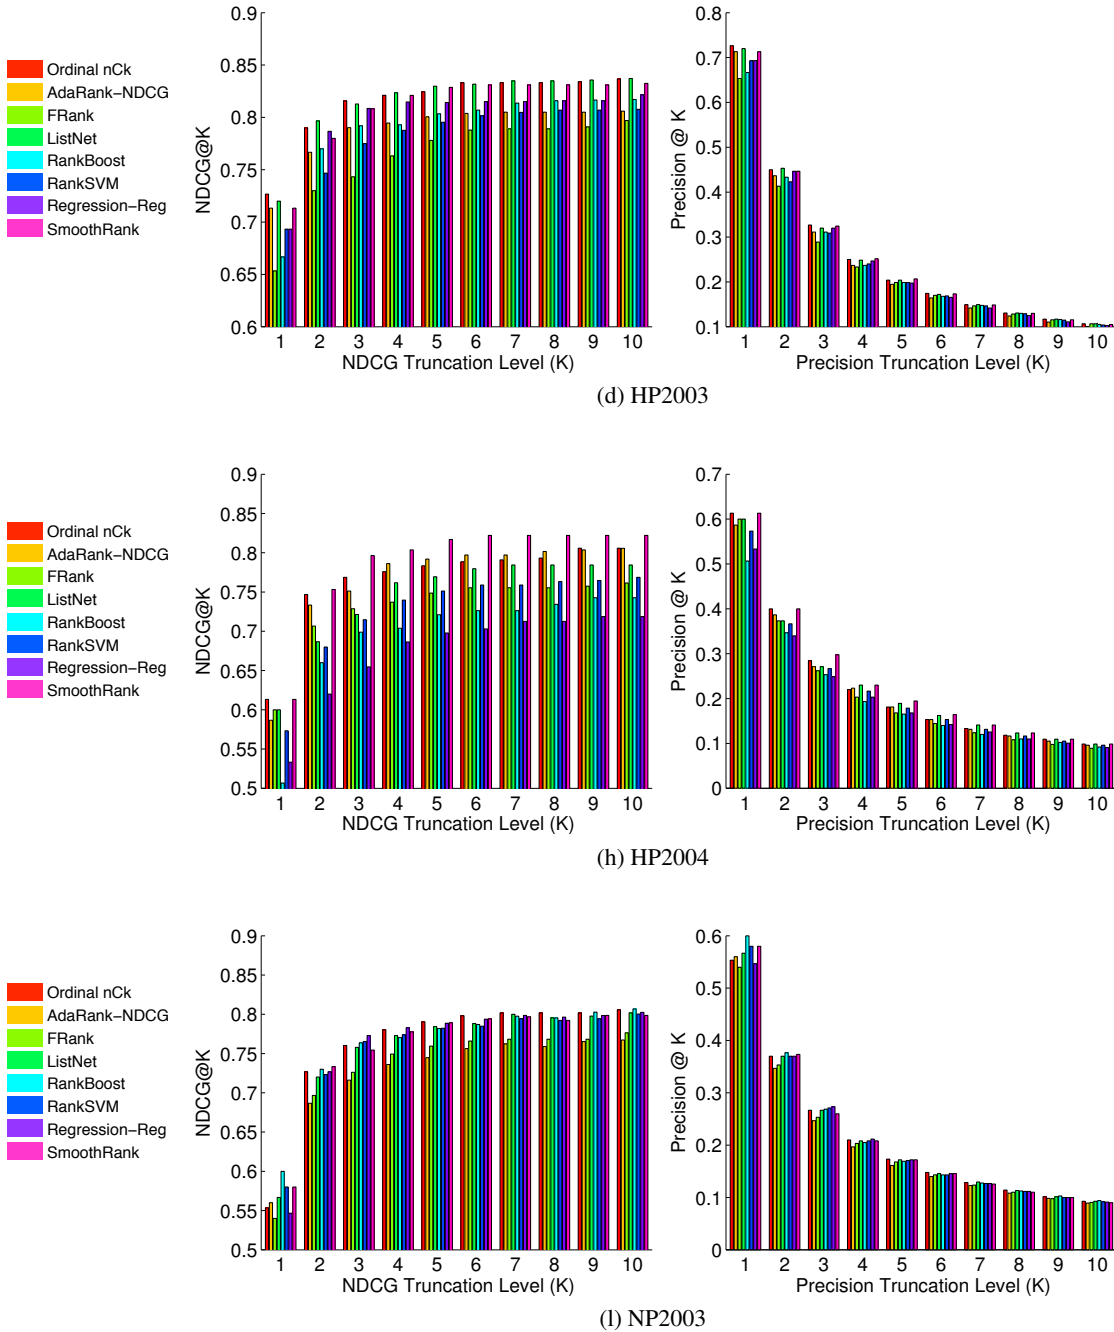 Ordinal nCk
AdaRank−NDCG
FRank
ListNet
RankBoost
RankSVM
Regression−Reg
SmoothRank
NDCG@K
0.9
0.85
0.8
0.75
0.7
0.65
0.6
1 2 3 4 5 6 7 8 9 10
NDCG Truncation Level (K)
Precision @ K
0.8
0.7
0.6
0.5
0.4
0.3
0.2
0.1
1 2 3 4 5 6 7 8 9 10
Precision Truncation Level (K)
(d) HP2003
Ordinal nCk
AdaRank−NDCG
FRank
ListNet
RankBoost
RankSVM
Regression−Reg
SmoothRank
NDCG@K
0.9
0.85
0.8
0.75
0.7
0.65
0.6
0.55
0.5
1 2 3 4 5 6 7 8 9 10
NDCG Truncation Level (K)
Precision @ K
0.7
0.6
0.5
0.4
0.3
0.2
0.1
0
1 2 3 4 5 6 7 8 9 10
Precision Truncation Level (K)
(h) HP2004
Ordinal nCk
AdaRank−NDCG
FRank
ListNet
RankBoost
RankSVM
Regression−Reg
SmoothRank
NDCG@K
0.9
0.85
0.8
0.75
0.7
0.65
0.6
0.55
0.5
1 2 3 4 5 6 7 8 9 10
NDCG Truncation Level (K)
Precision @ K
0.6
0.5
0.4
0.3
0.2
0.1
0
1 2 3 4 5 6 7 8 9 10
Precision Truncation Level (K)
(l) NP2003